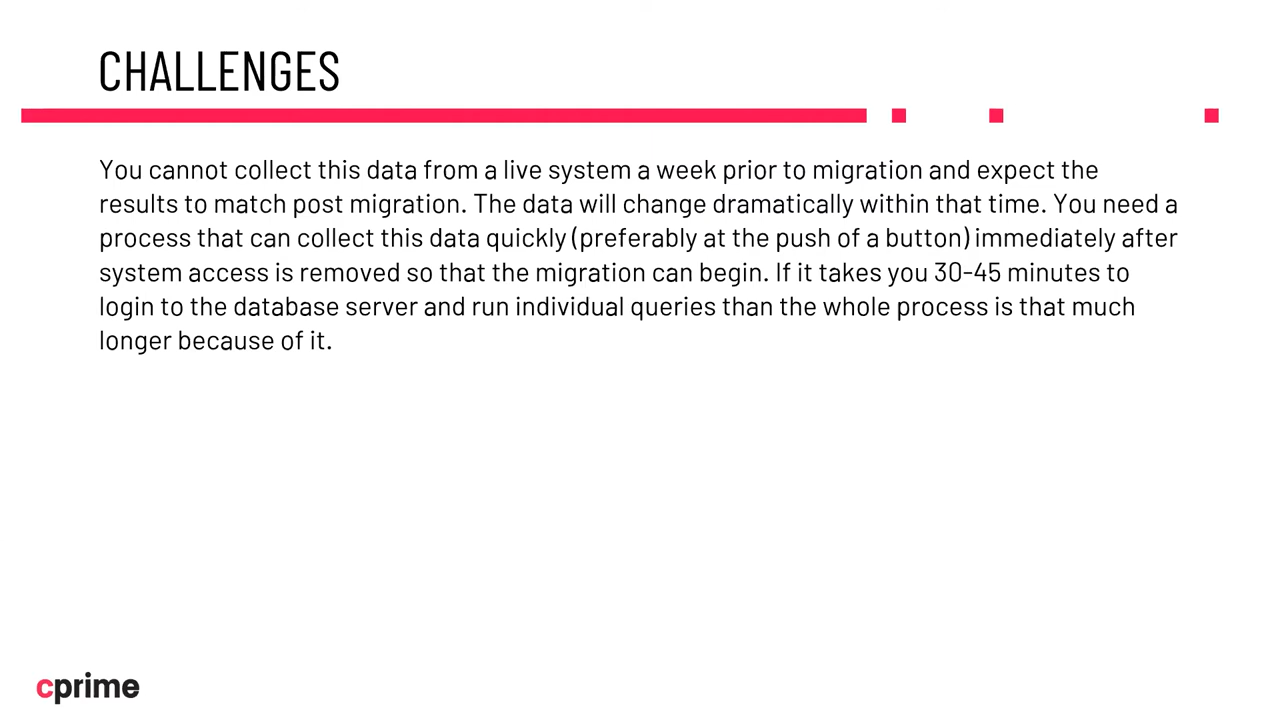 CHALLENGES
You cannot collect this data from a live system a week prior to migration and expect the
results to match post migration. The data will change dramatically within that time. You need a
process that can collect this data quickly (preferably at the push of a button) immediately after
system access is removed so that the migration can begin. If it takes you 30-45 minutes to
login to the database server and run individual queries than the whole process is that much
longer because of it.
cprime